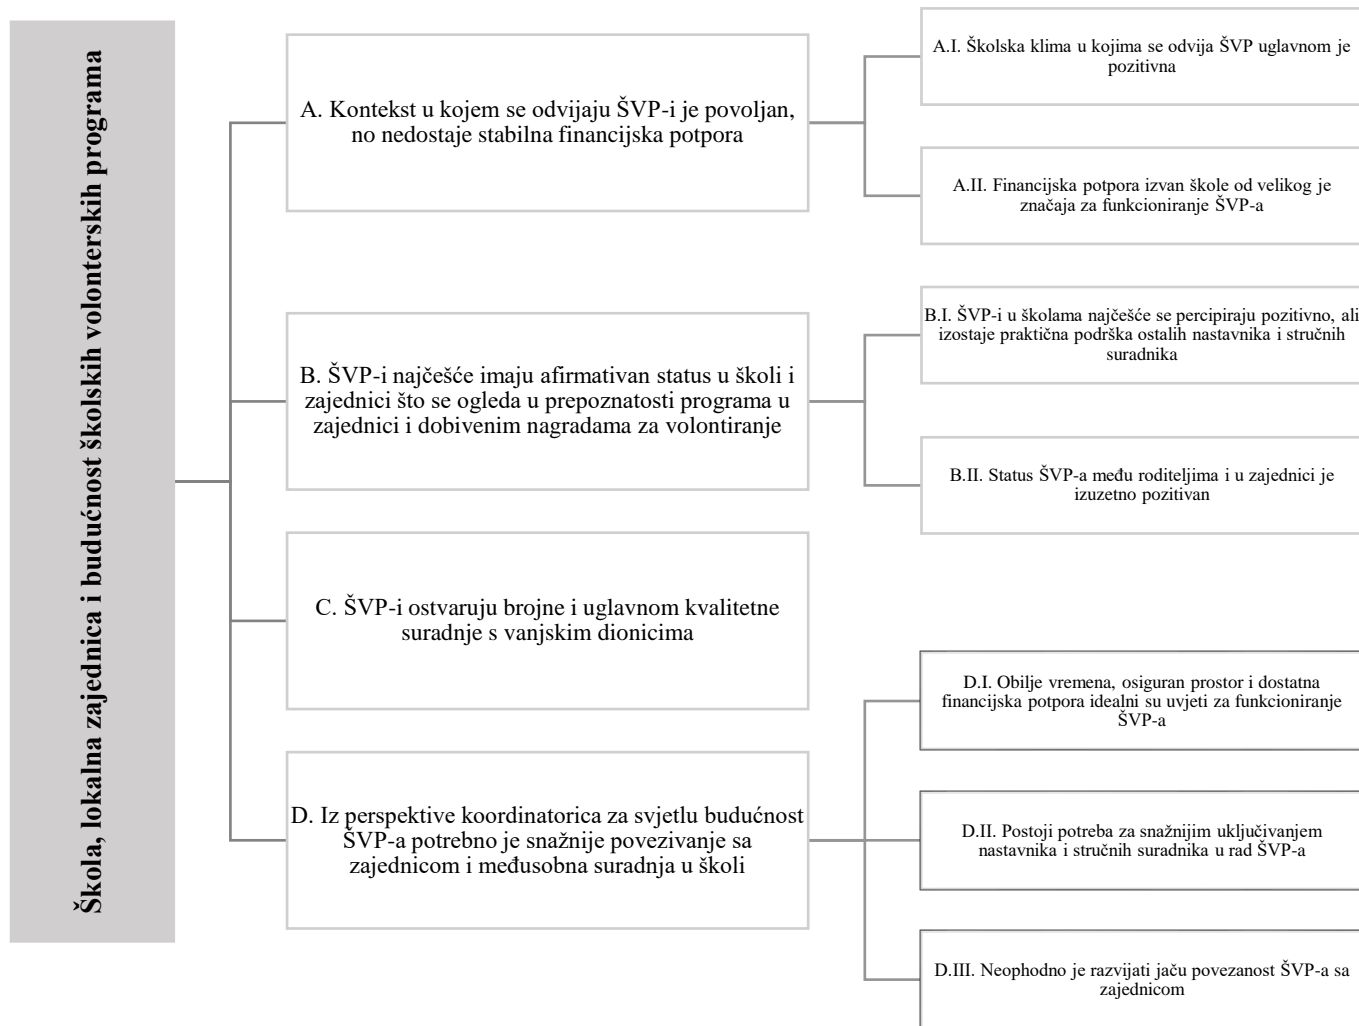 Škola, lokalna zajednica i budućnost školskih volonterskih programa
A. Kontekst u kojem se odvijaju ŠVP-i je povoljan,
no nedostaje stabilna financijska potpora
A.I. Školska klima u kojima se odvija ŠVP uglavnom je
pozitivna
A.II. Financijska potpora izvan škole od velikog je
značaja za funkcioniranje ŠVP-a
B. ŠVP-i najčešće imaju afirmativan status u školi i
zajednici što se ogleda u prepoznatosti programa u
zajednici i dobivenim nagradama za volontiranje
B.I. ŠVP-i u školama najčešće se percipiraju pozitivno, ali
izostaje praktična podrška ostalih nastavnika i stručnih
suradnika
B.II. Status ŠVP-a među roditeljima i u zajednici je
izuzetno pozitivan
C. ŠVP-i ostvaruju brojne i uglavnom kvalitetne
suradnje s vanjskim dionicima
D. Iz perspektive koordinatorica za svjetlu budućnost
ŠVP-a potrebno je snažnije povezivanje sa
zajednicom i međusobna suradnja u školi
D.I. Obilje vremena, osiguran prostor i dostatna
financijska potpora idealni su uvjeti za funkcioniranje
ŠVP-a
D.II. Postoji potreba za snažnijim uključivanjem
nastavnika i stručnih suradnika u rad ŠVP-a
D.III. Neophodno je razvijati jaču povezanost ŠVP-a sa
zajednicom